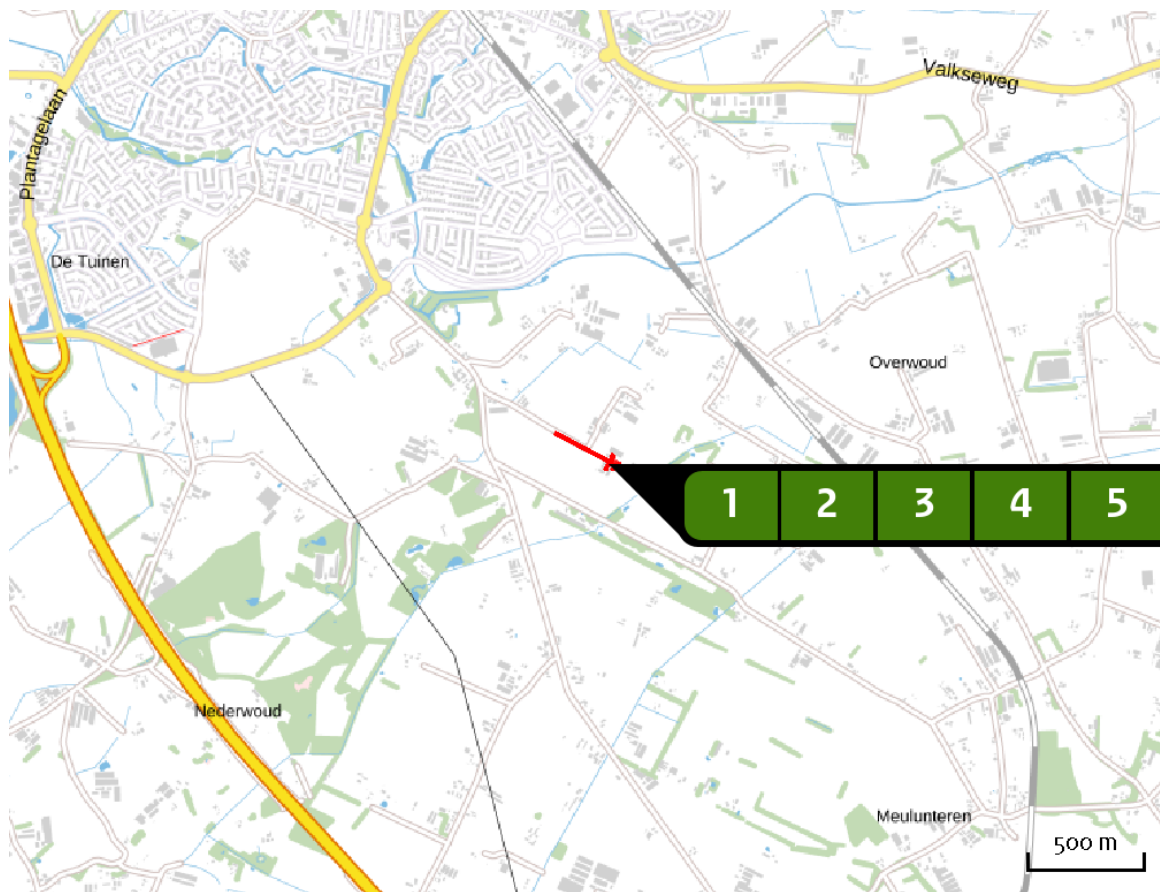 Valkseweg
Plantagelaan
De Tuinen
Overwoud
1 2 3 4 5
Nederwoud
Meulunteren
500 m